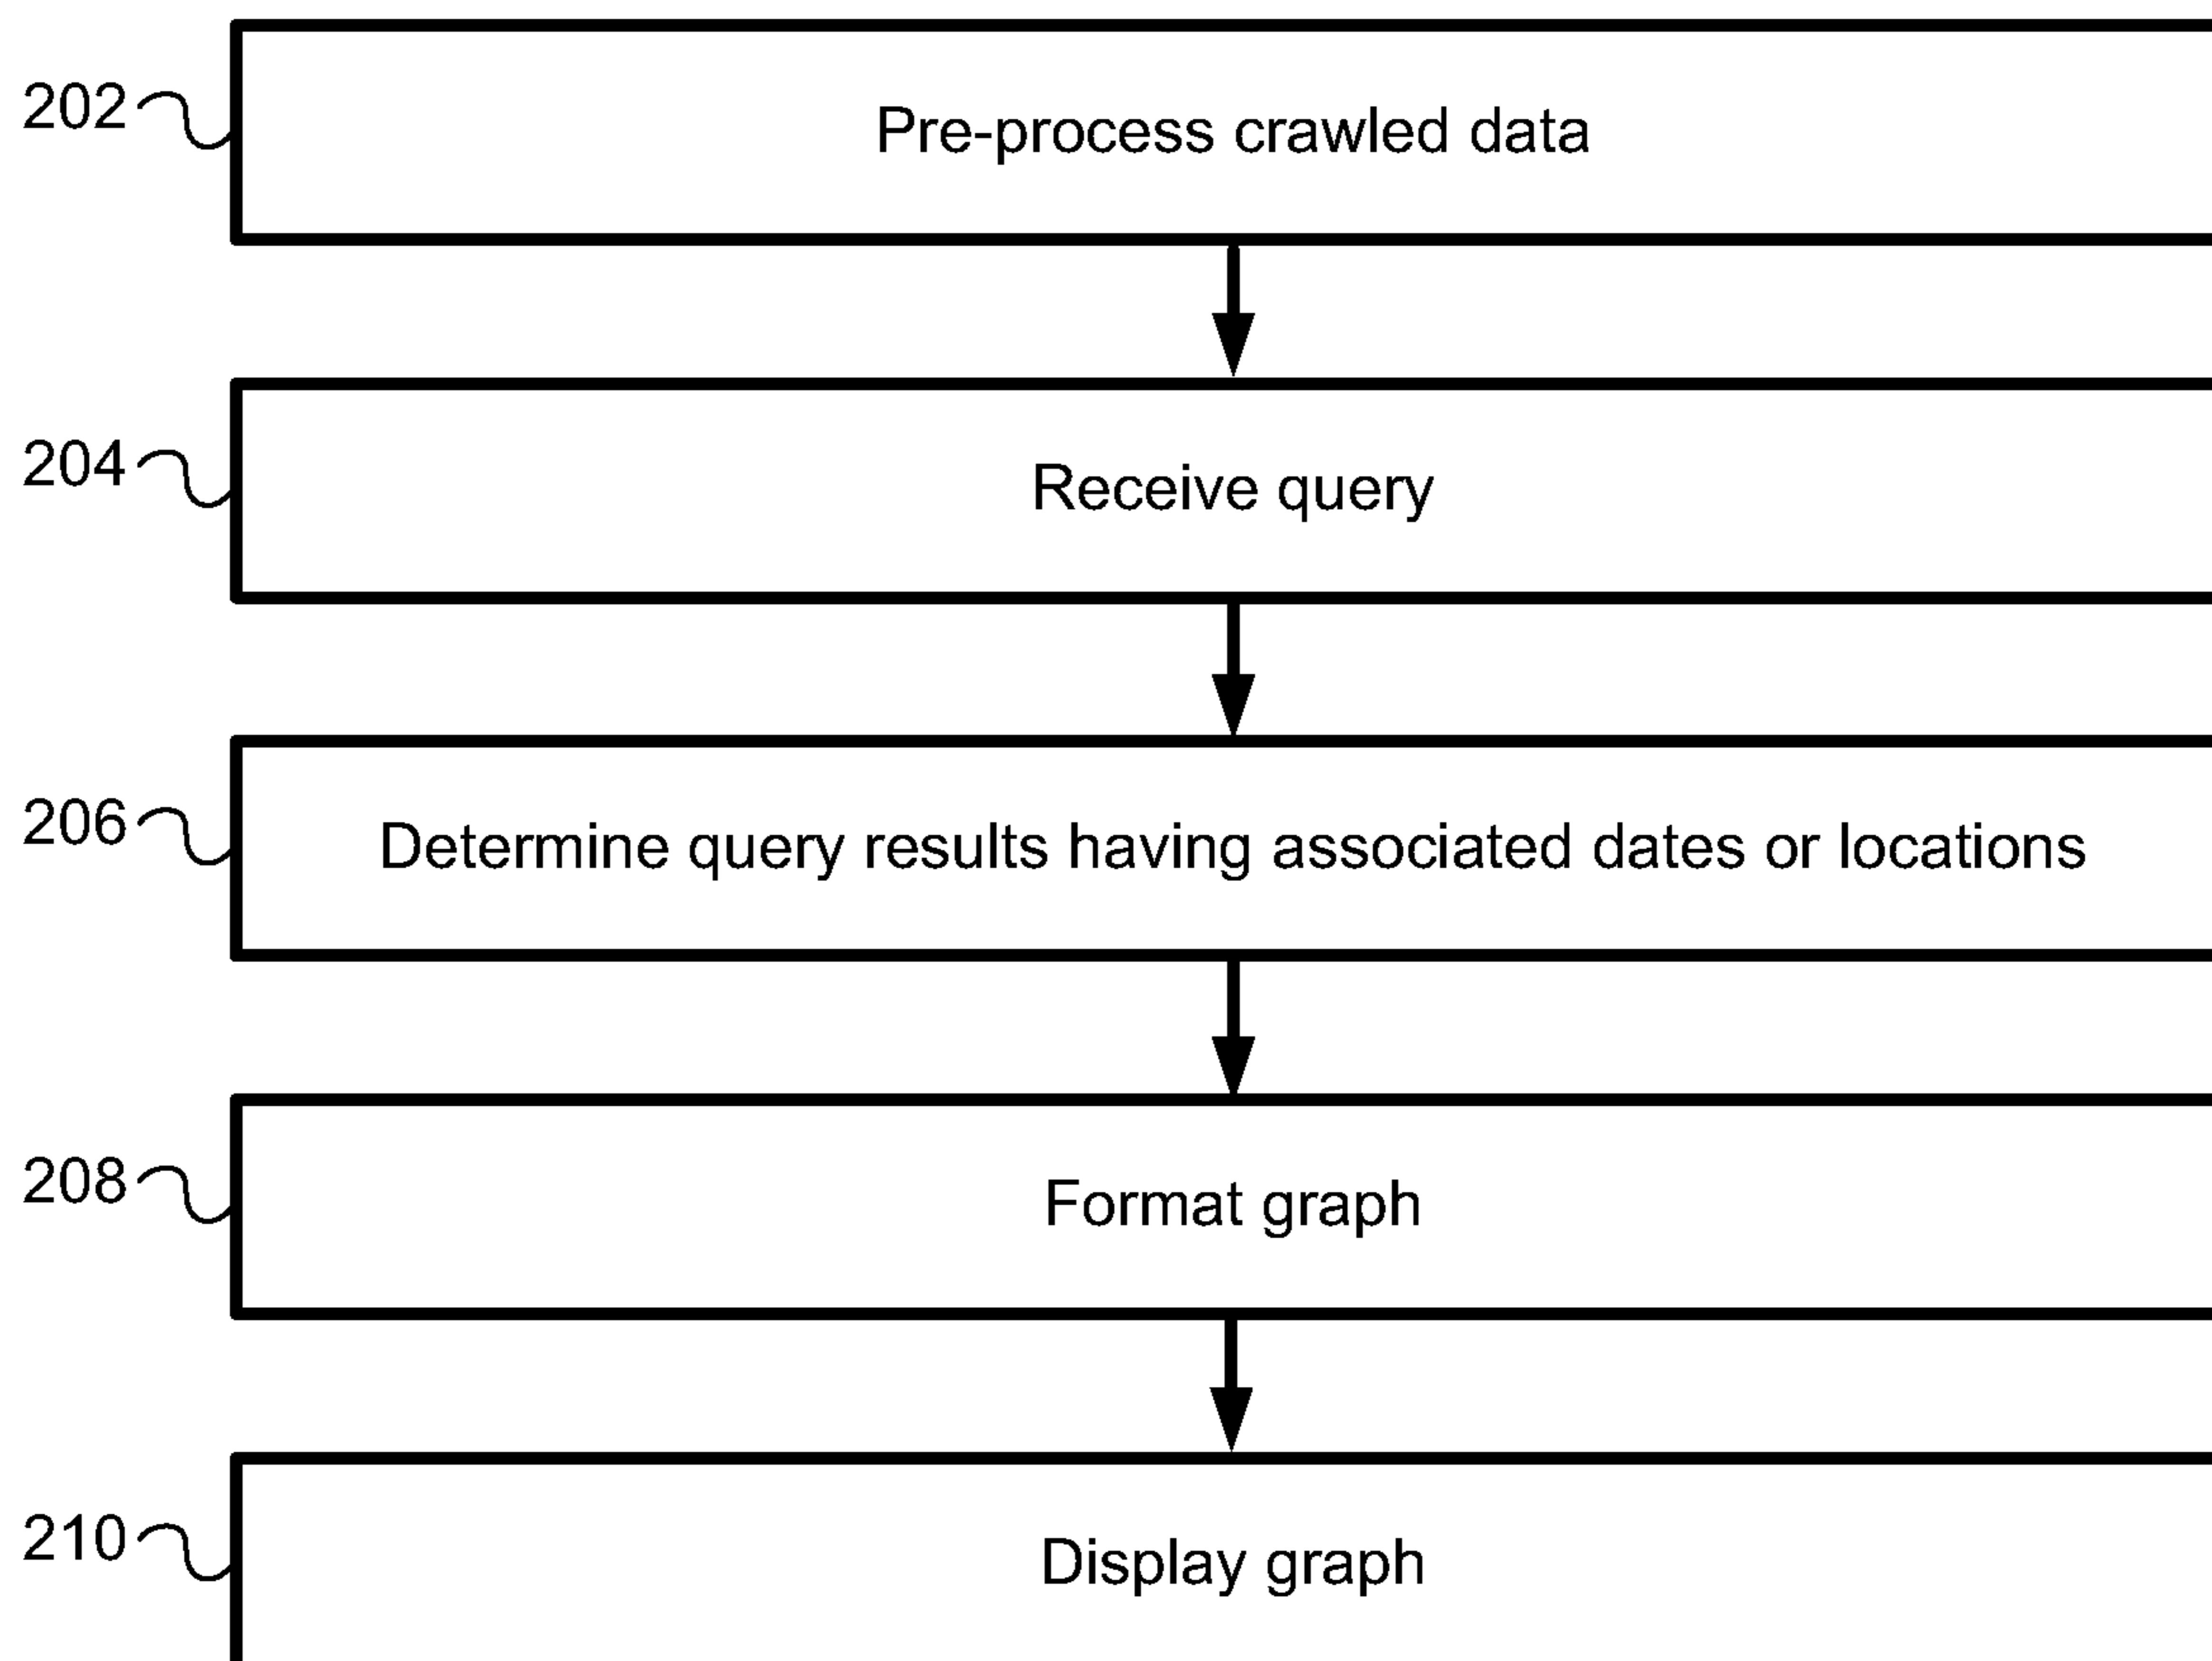 202
Pre-process crawled data
204
Receive query
206
Determine query results having associated dates or locations
208
Format graph
210
Display graph